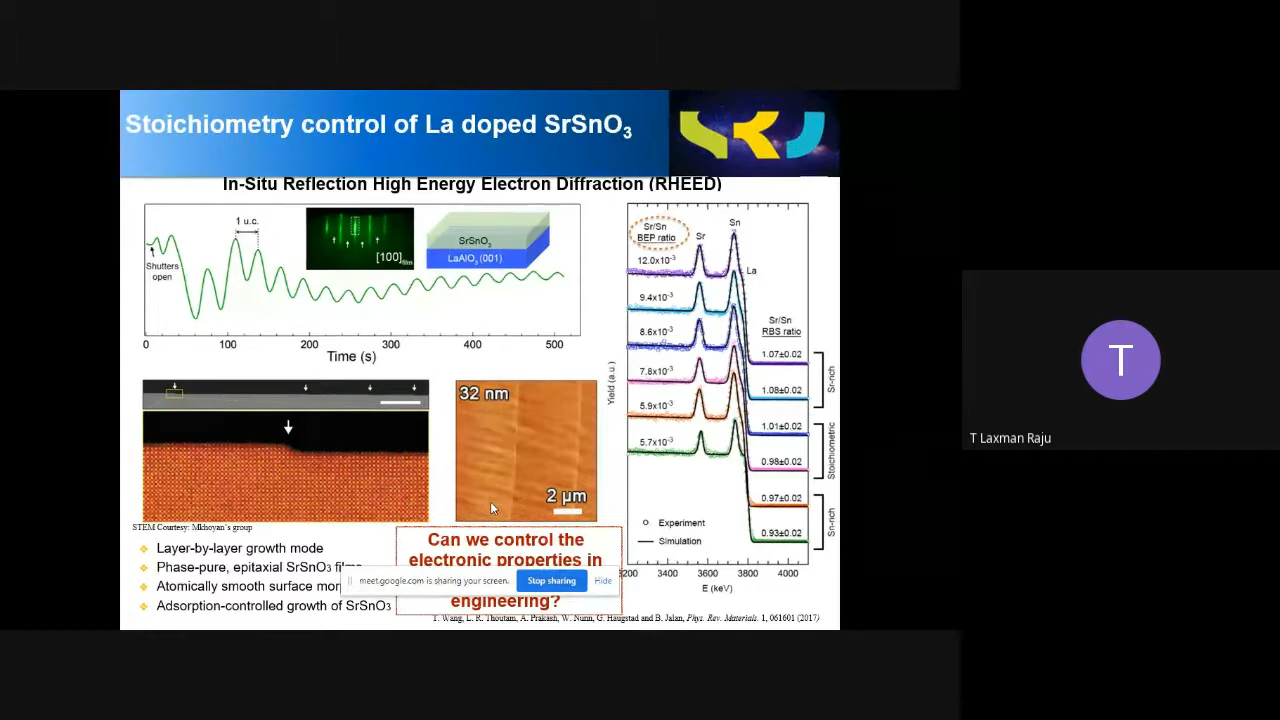 Stoichiometry control of La doped SrSnO3
In-Situ Reflection High Energy Electron Diffraction (RHEED)
1 u.c.
Shutters
open
[100]film
SrSnO3
LaAlO3 (001)
0 100 200 300 400 500
Time (s)
32 nm
2 µm
STEM Courtesy: Mkhoyan's group
Layer-by-layer growth mode
Phase-pure, epitaxial SrSnO3 films
Atomically smooth surface
Adsorption-controlled growth of SrSnO3
Can we control the
electronic properties in
engineering?
meet.google.com is sharing your screen.
Stop sharing
Hide
Sr/Sn
BEP ratio
Sr
Sn
La
12.0x10-3
9.4x10-3
8.6x10-3
7.8x10-3
5.9x10-3
5.7x10-3
Sr/Sn
RBS ratio
1.07±0.02
1.08±0.02
1.01±0.02
0.98±0.02
0.97±0.02
0.93±0.02
Sr-rich
Stoichiometric
Sn-rich
Yield (a.u.)
Experiment
Simulation
3400 3600 3800 4000
E (keV)
T. Wang, L. R. Thoutam, A. Prakash, W. Nunn, G. Haugstad and B. Jalan, Phys. Rev. Materials. 1, 061601 (2017)
T
T Laxman Raju